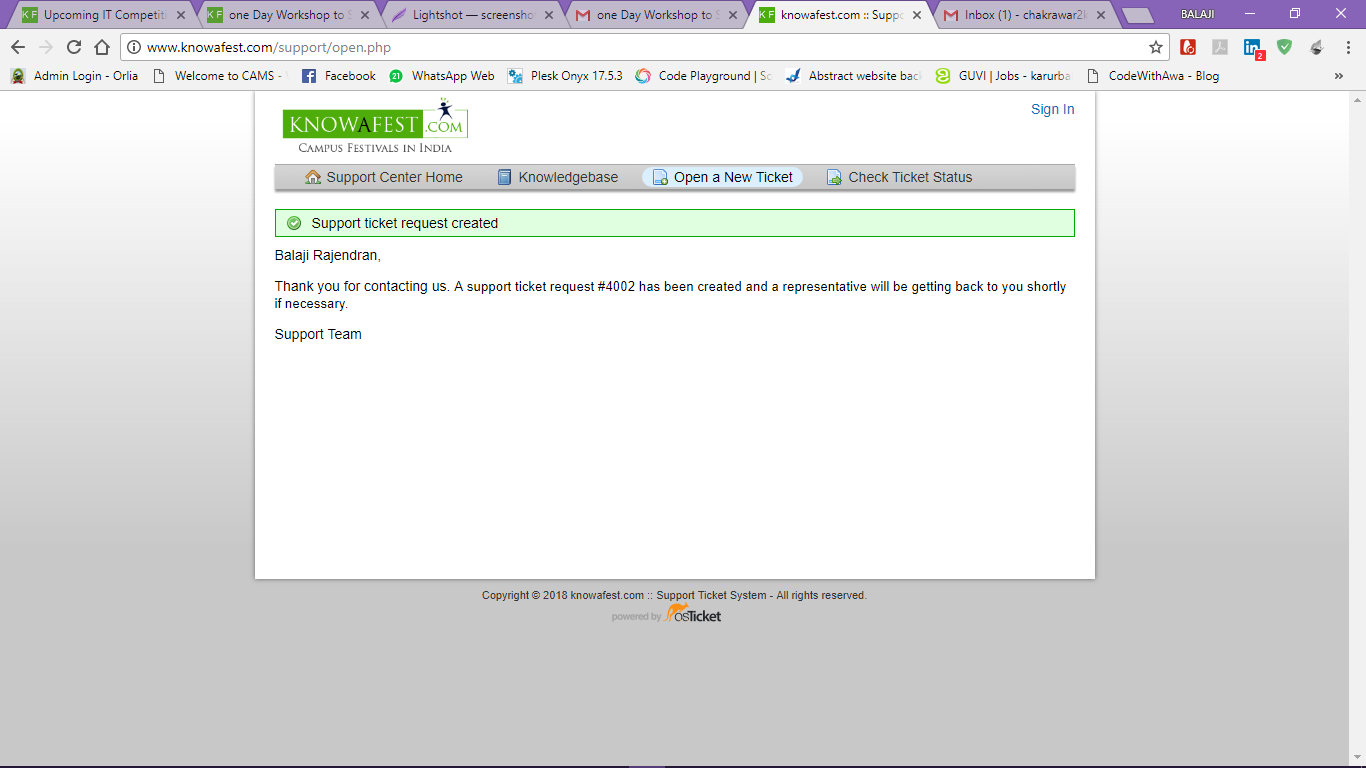 Upcoming IT Competiti
one Day Workshop to S
Lightshot — screensho
one Day Workshop to S
knowafest.com :: Suppo
Inbox (1) - chakrawar2k
BALAJI
www.knowafest.com/support/open.php
2
Admin Login - Orlia
Welcome to CAMS -
Facebook
21
WhatsApp Web
Plesk Onyx 17.5.3
Code Playground | So
Abstract website back
GUVI | Jobs - karurba
CodeWithAwa - Blog
»
KNOWAFEST.COM
CAMPUS FESTIVALS IN INDIA
Sign In
Support Center Home
Knowledgebase
Open a New Ticket
Check Ticket Status
Support ticket request created
Balaji Rajendran,
Thank you for contacting us. A support ticket request #4002 has been created and a representative will be getting back to you shortly
if necessary.
Support Team
Copyright © 2018 knowafest.com :: Support Ticket System - All rights reserved.
powered by osTicket